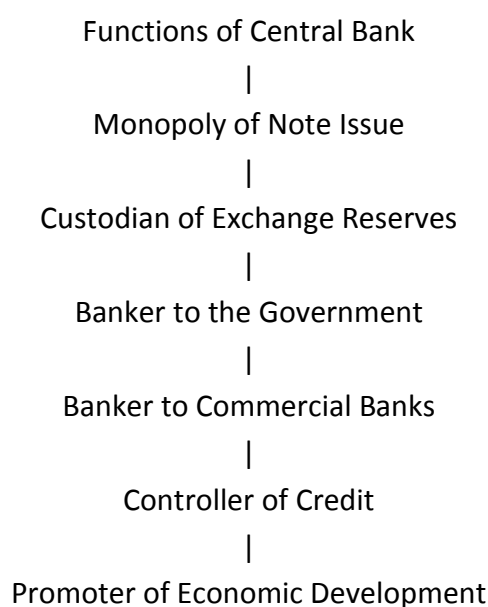 Functions of Central Bank
|
Monopoly of Note Issue
|
Custodian of Exchange Reserves
|
Banker to the Government
|
Banker to Commercial Banks
|
Controller of Credit
|
Promoter of Economic Development